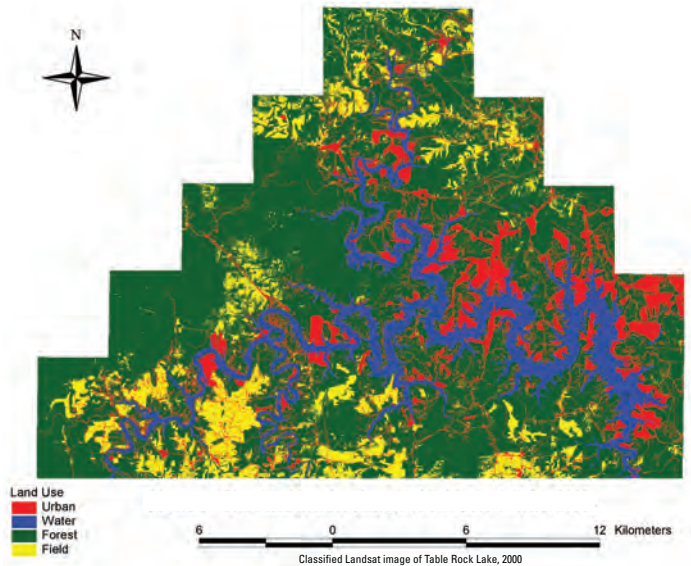 N
Land Use
Urban
Water
Forest
Field
6 0 6 12 Kilometers
Classified Landsat image of Table Rock Lake, 2000